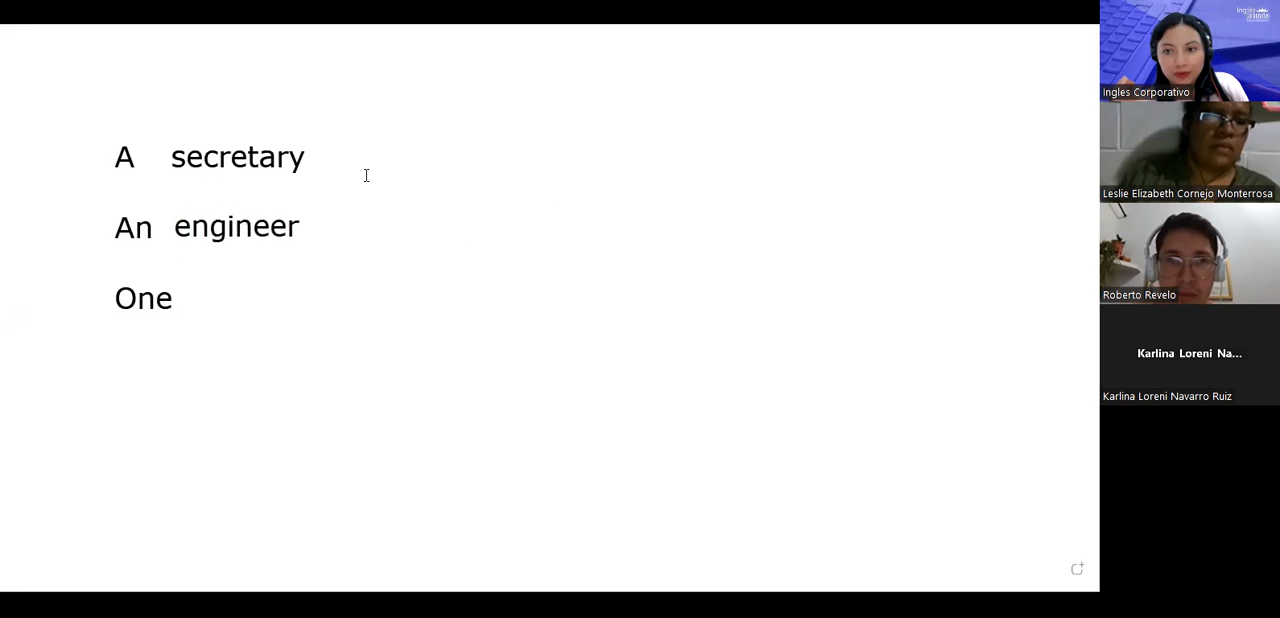 A secretary
An engineer
One
Ingles
Ingles Corporativo
Leslie Elizabeth Cornejo Monterrosa
Roberto Revelo
Karlina Loreni Na...
Karlina Loreni Navarro Ruiz